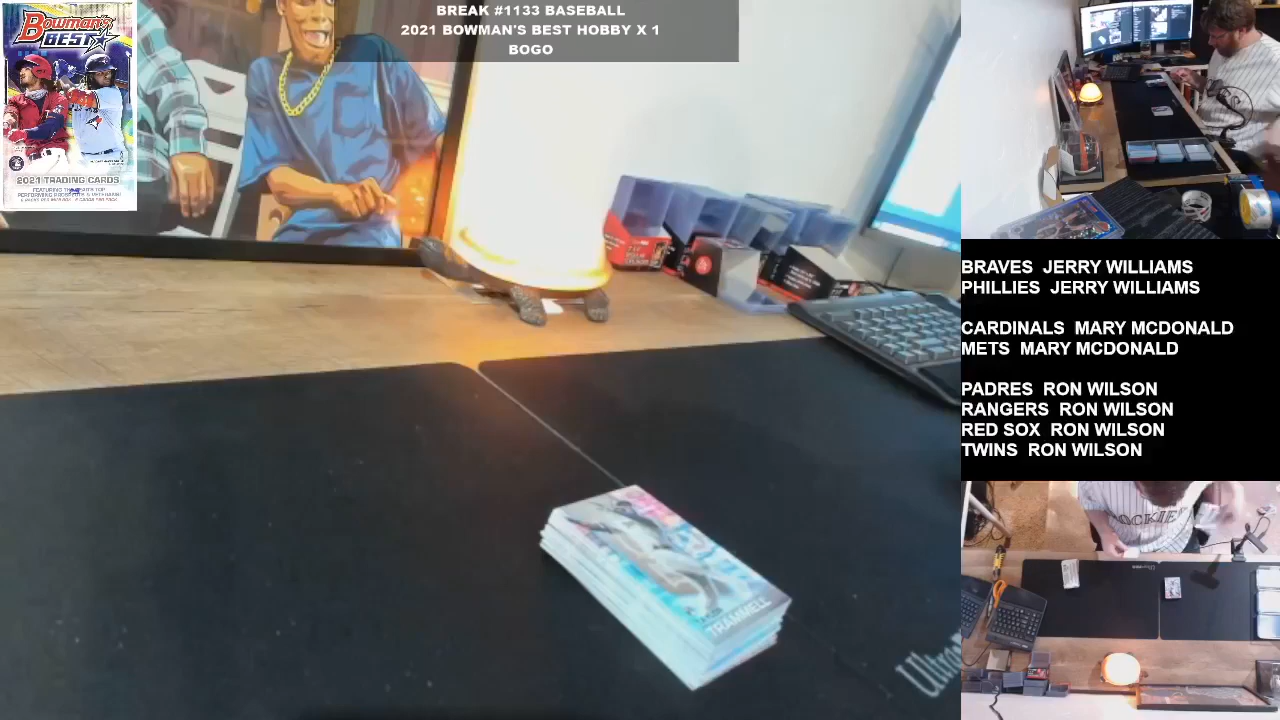 BREAK #1133 BASEBALL
2021 BOWMAN'S BEST HOBBY X 1
BOGO
Bowman's
BEST
2021 TRADING CARDS
BRAVES  JERRY WILLIAMS
PHILLIES  JERRY WILLIAMS
CARDINALS  MARY MCDONALD
METS  MARY MCDONALD
PADRES  RON WILSON
RANGERS  RON WILSON
RED SOX  RON WILSON
TWINS  RON WILSON
TRAMMELL